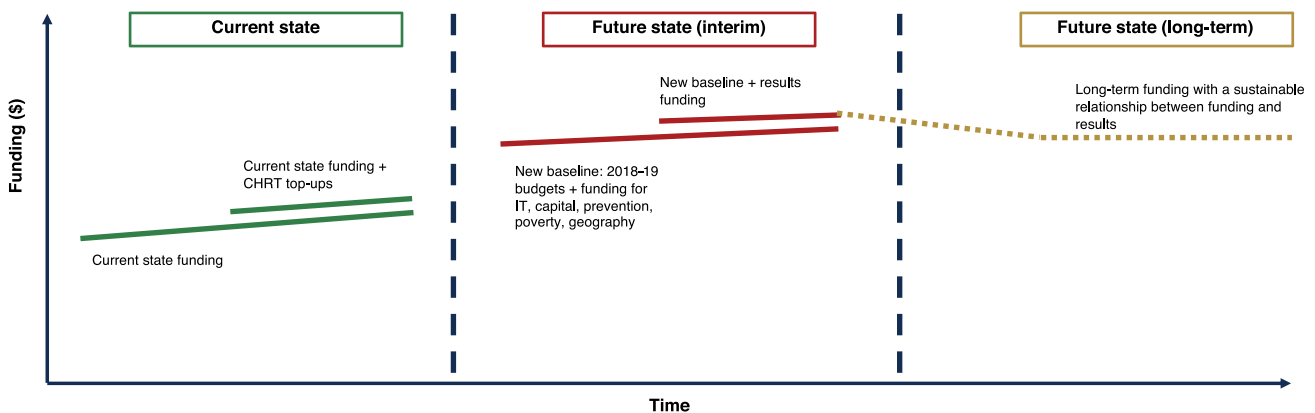 Current state
Future state (interim)
Future state (long-term)
Funding ($)
Current state funding +
CHRT top-ups
Current state funding
New baseline + results
funding
New baseline: 2018–19
budgets + funding for
IT, capital, prevention,
poverty, geography
Long-term funding with a sustainable
relationship between funding and
results
Time